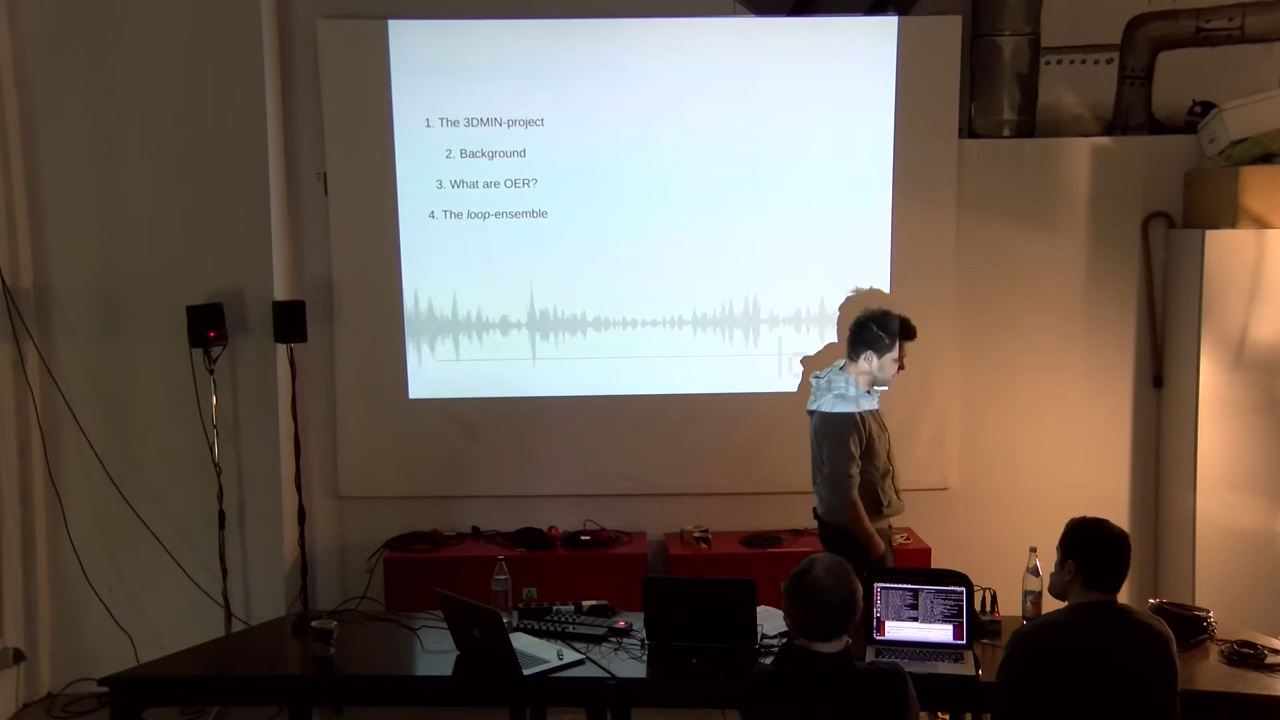 1. The 3DMIN-project
2. Background
3. What are OER?
4. The loop-ensemble